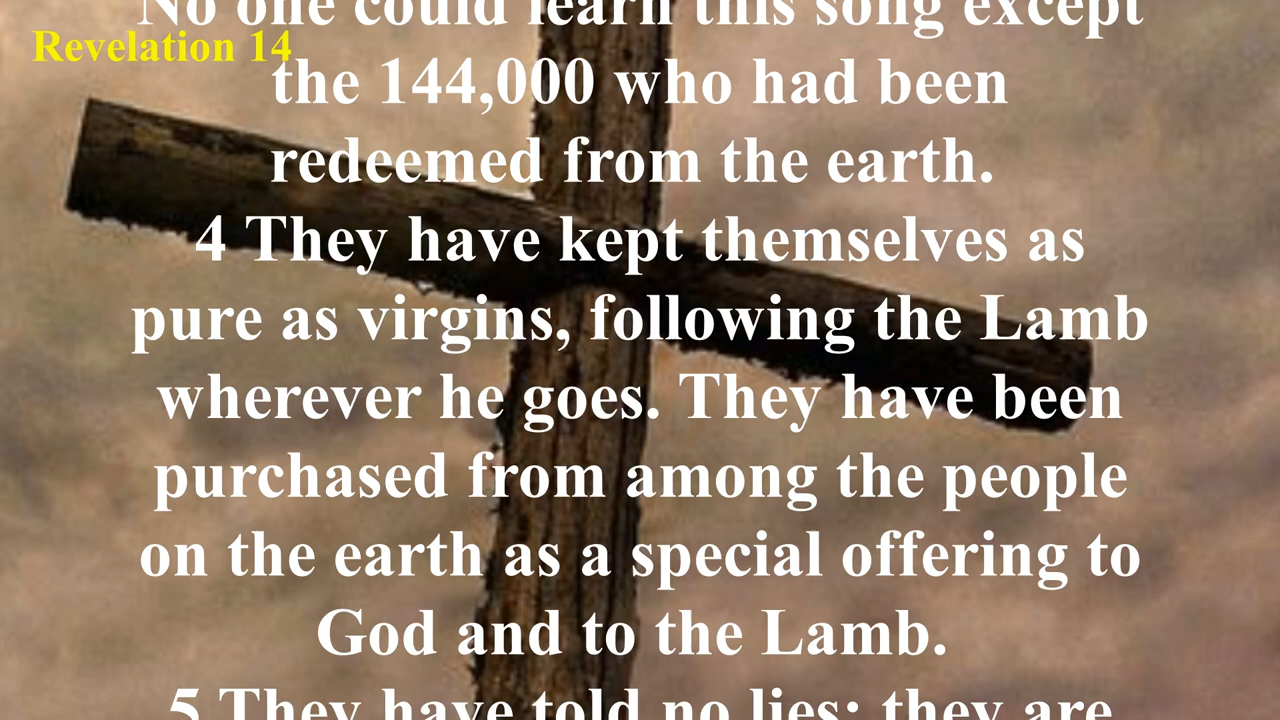 No one could learn this song except
Revelation 14
the 144,000 who had been
redeemed from the earth.
4 They have kept themselves as
pure as virgins, following the Lamb
wherever he goes. They have been
purchased from among the people
on the earth as a special offering to
God and to the Lamb.
5 They have told no lies; they are